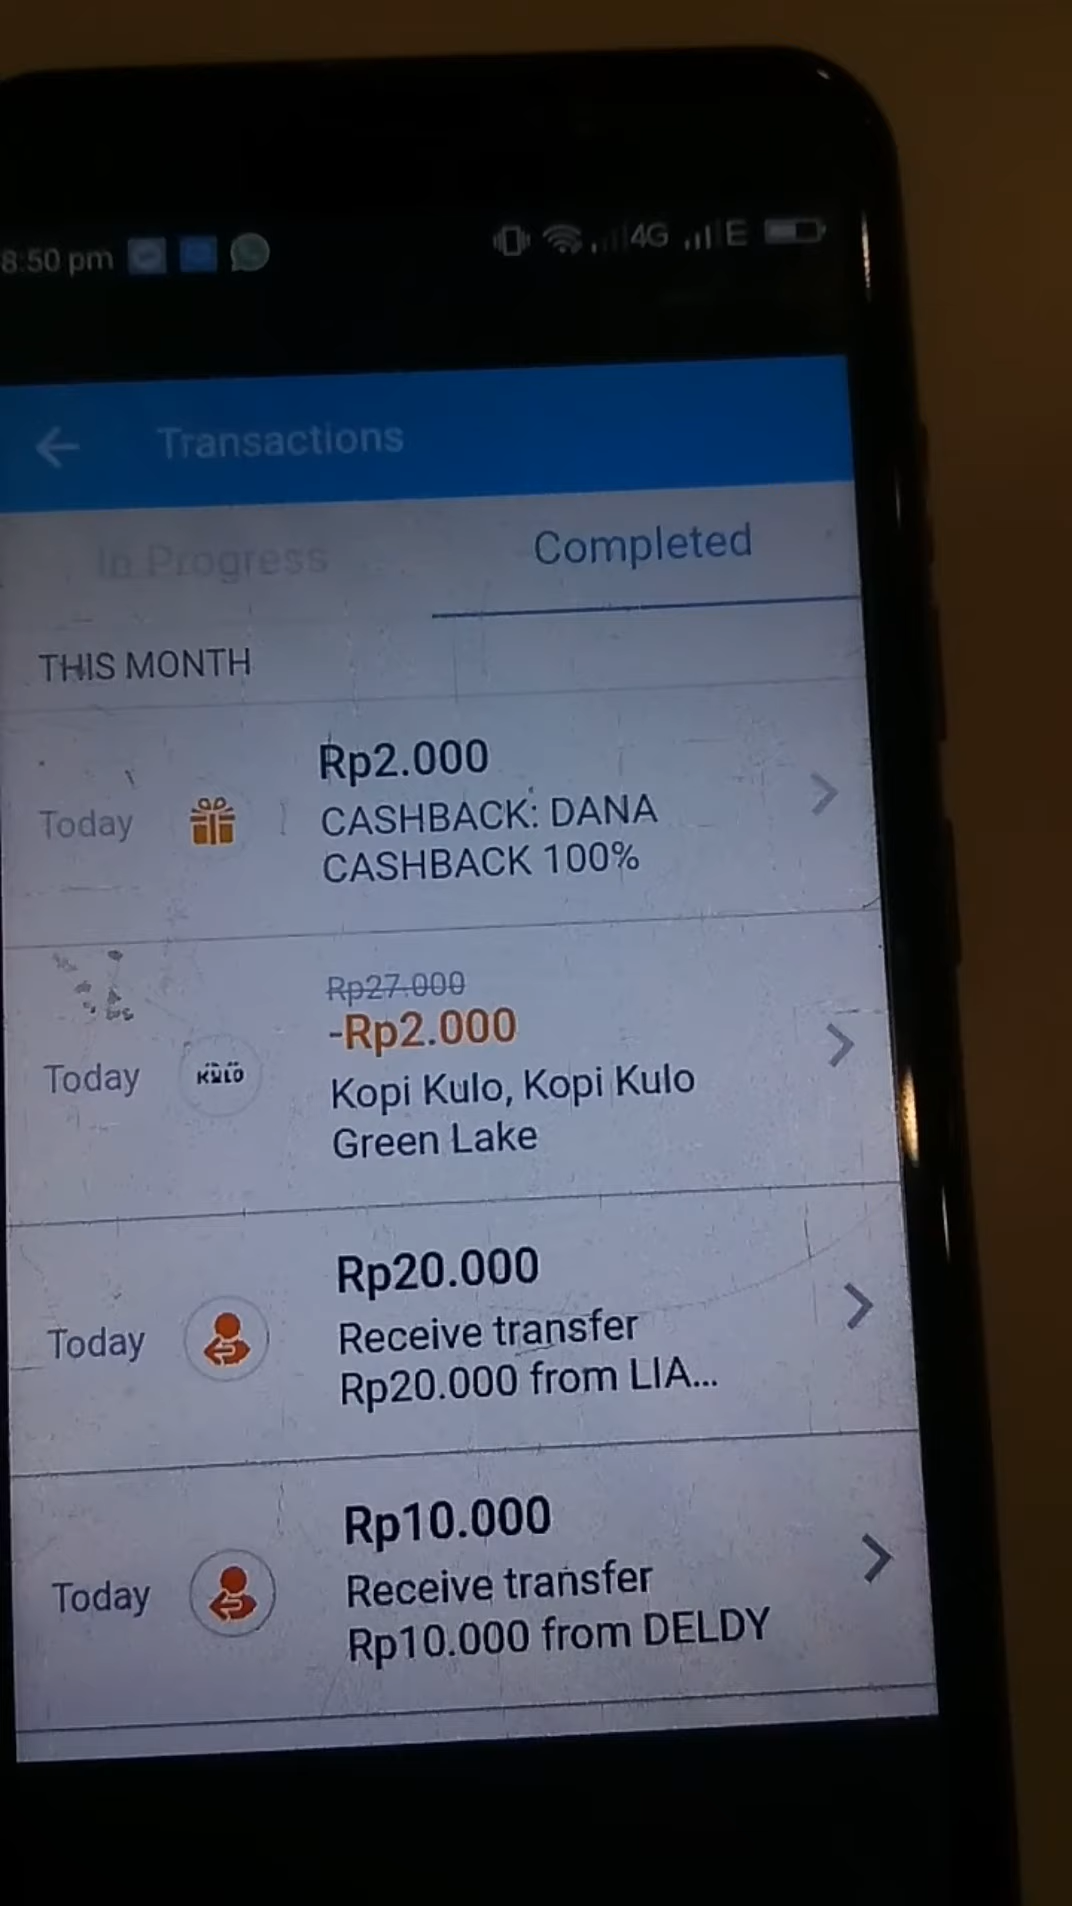 8:50 pm
4G
E
Transactions
In Progress
Completed
THIS MONTH
Rp2.000
Today
CASHBACK: DANA
CASHBACK 100%
Rp27.000
-Rp2.000
Today
KULO
Kopi Kulo, Kopi Kulo
Green Lake
Rp20.000
Today
Receive transfer
Rp20.000 from LIA...
Rp10.000
Today
Receive transfer
Rp10.000 from DELDY